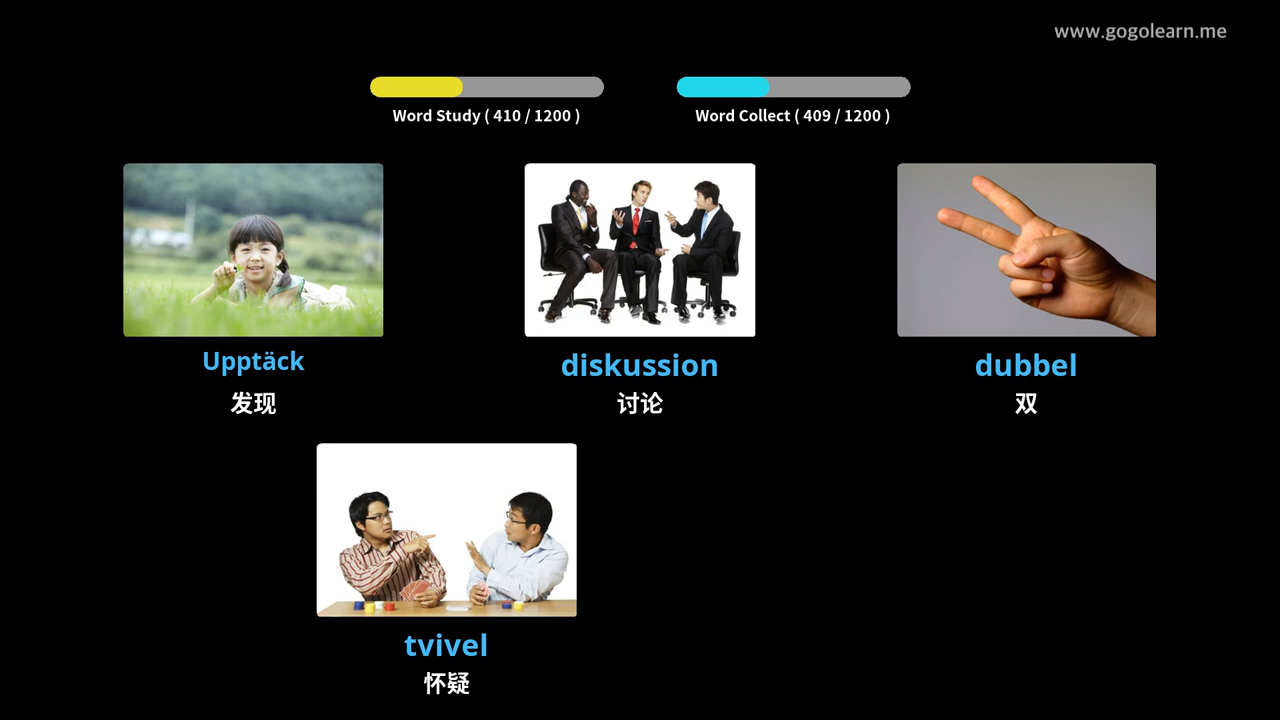 www.gogolearn.me
Word Study ( 410 / 1200 )
Word Collect ( 409 / 1200 )
Upptäck
发现
diskussion
讨论
dubbel
双
tvivel
怀疑